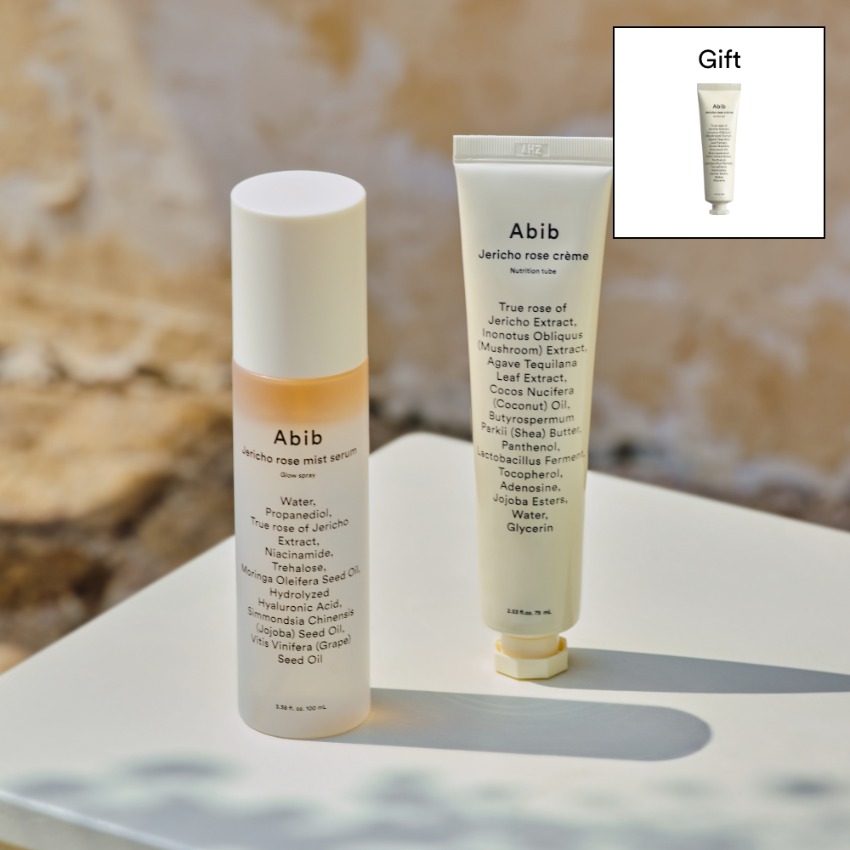 Gift
Abib
Abib
Jericho rose crème
Nutrition tube
True rose of
Jericho Extract,
Inonotus Obliquus
(Mushroom) Extract,
Agave Tequilana
Leaf Extract,
Cocos Nucifera
(Coconut) Oil,
Butyrospermum
Parkii (Shea) Butter,
Panthenol,
Lactobacillus Ferment,
Tocopherol,
Adenosine,
Jojoba Esters,
Water,
Glycerin
2.53 fl. oz. 75 mL
Abib
Jericho rose mist serum
Glow spray
Water,
Propanediol,
True rose of Jericho
Extract,
Niacinamide,
Trehalose,
Moringa Oleifera Seed Oil,
Hydrolyzed
Hyaluronic Acid,
Simmondsia Chinensis
(Jojoba) Seed Oil,
Vitis Vinifera (Grape)
Seed Oil
3.38 fl. oz. 100 mL